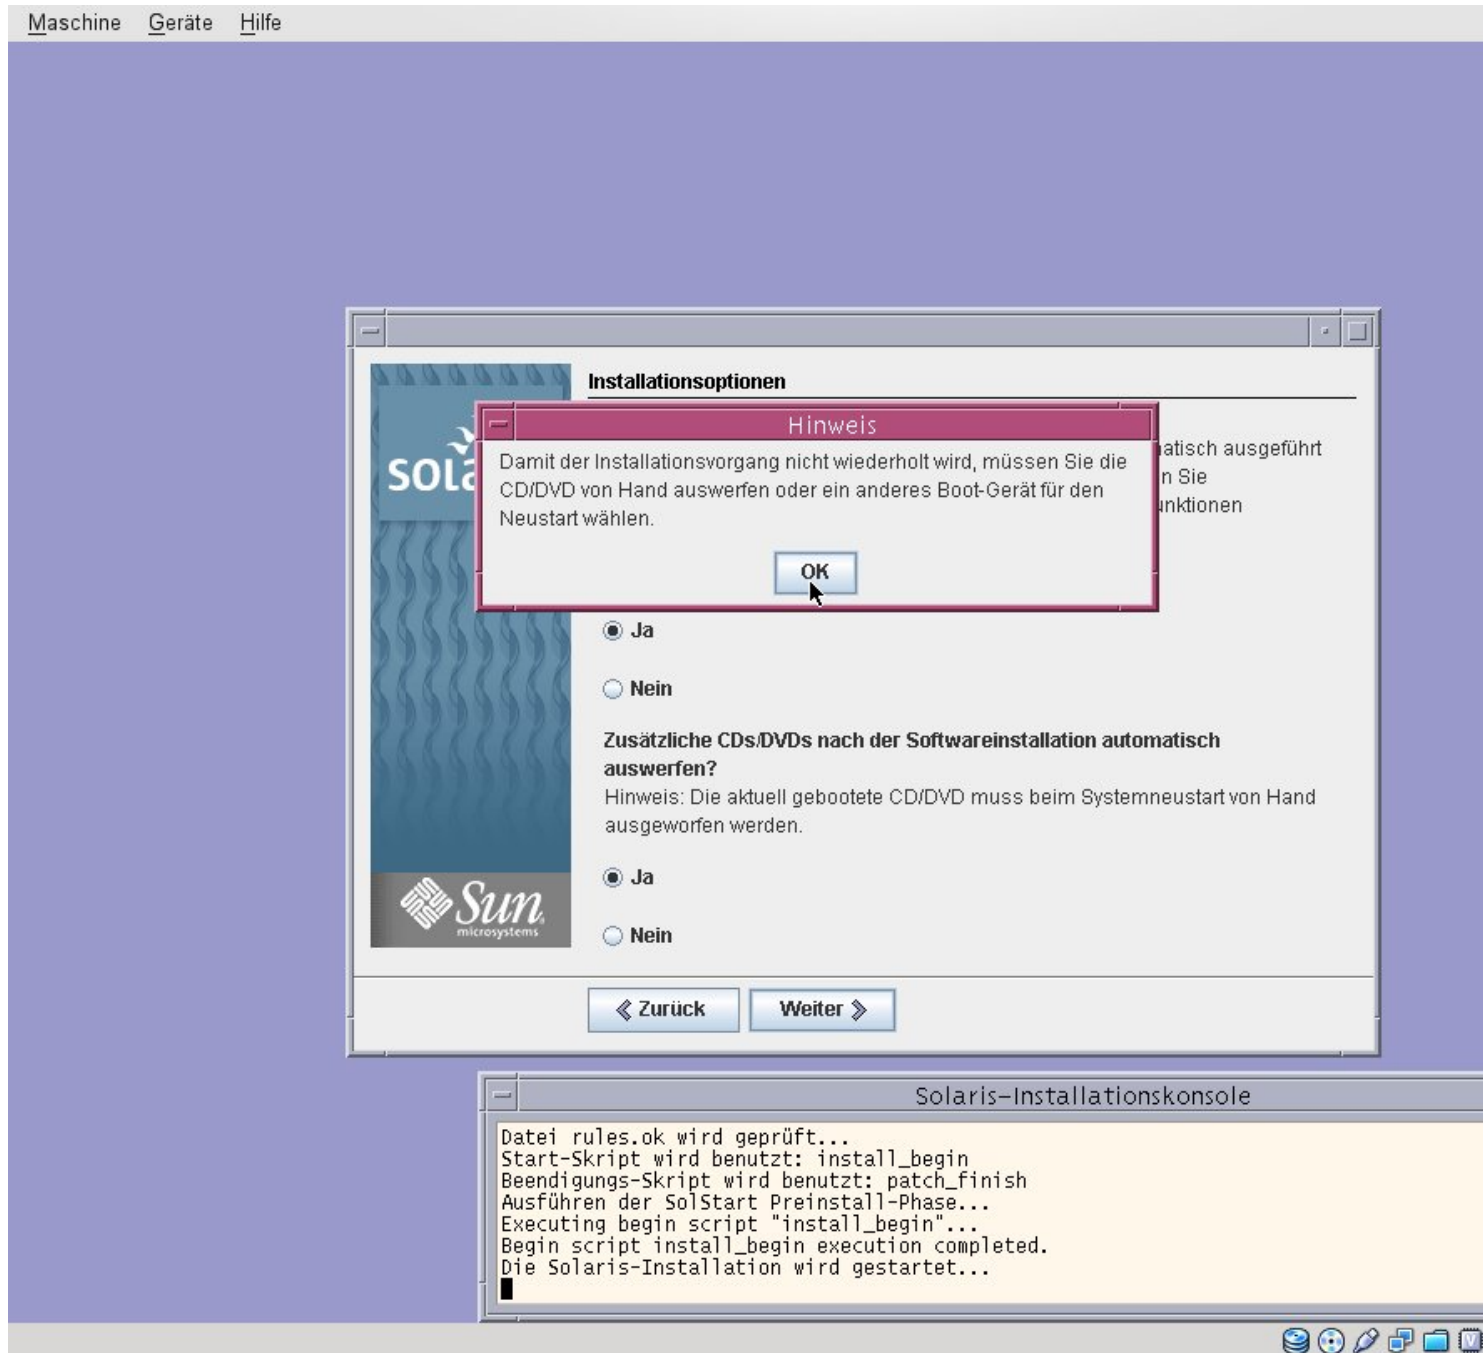 Maschine Geräte Hilfe
Installationsoptionen
Hinweis
Damit der Installationsvorgang nicht wiederholt wird, müssen Sie die
CD/DVD von Hand auswerfen oder ein anderes Boot-Gerät für den
Neustart wählen.
OK
ausgeführt
Sie
Ja
Nein
Zusätzliche CDs/DVDs nach der Softwareinstallation automatisch
auswerfen?
Hinweis: Die aktuell gebootete CD/DVD muss beim Systemneustart von Hand
ausgeworfen werden.
Ja
Nein
Sun
microsystems
Zurück Weiter
Solaris-Installationskonsole
Datei rules.ok wird geprüft...
Start-Skript wird benutzt: install_begin
Beendigungs-Skript wird benutzt: patch_finish
Ausführen der SolStart Preinstall-Phase...
Executing begin script "install_begin"...
Begin script install_begin execution completed.
Die Solaris-Installation wird gestartet...